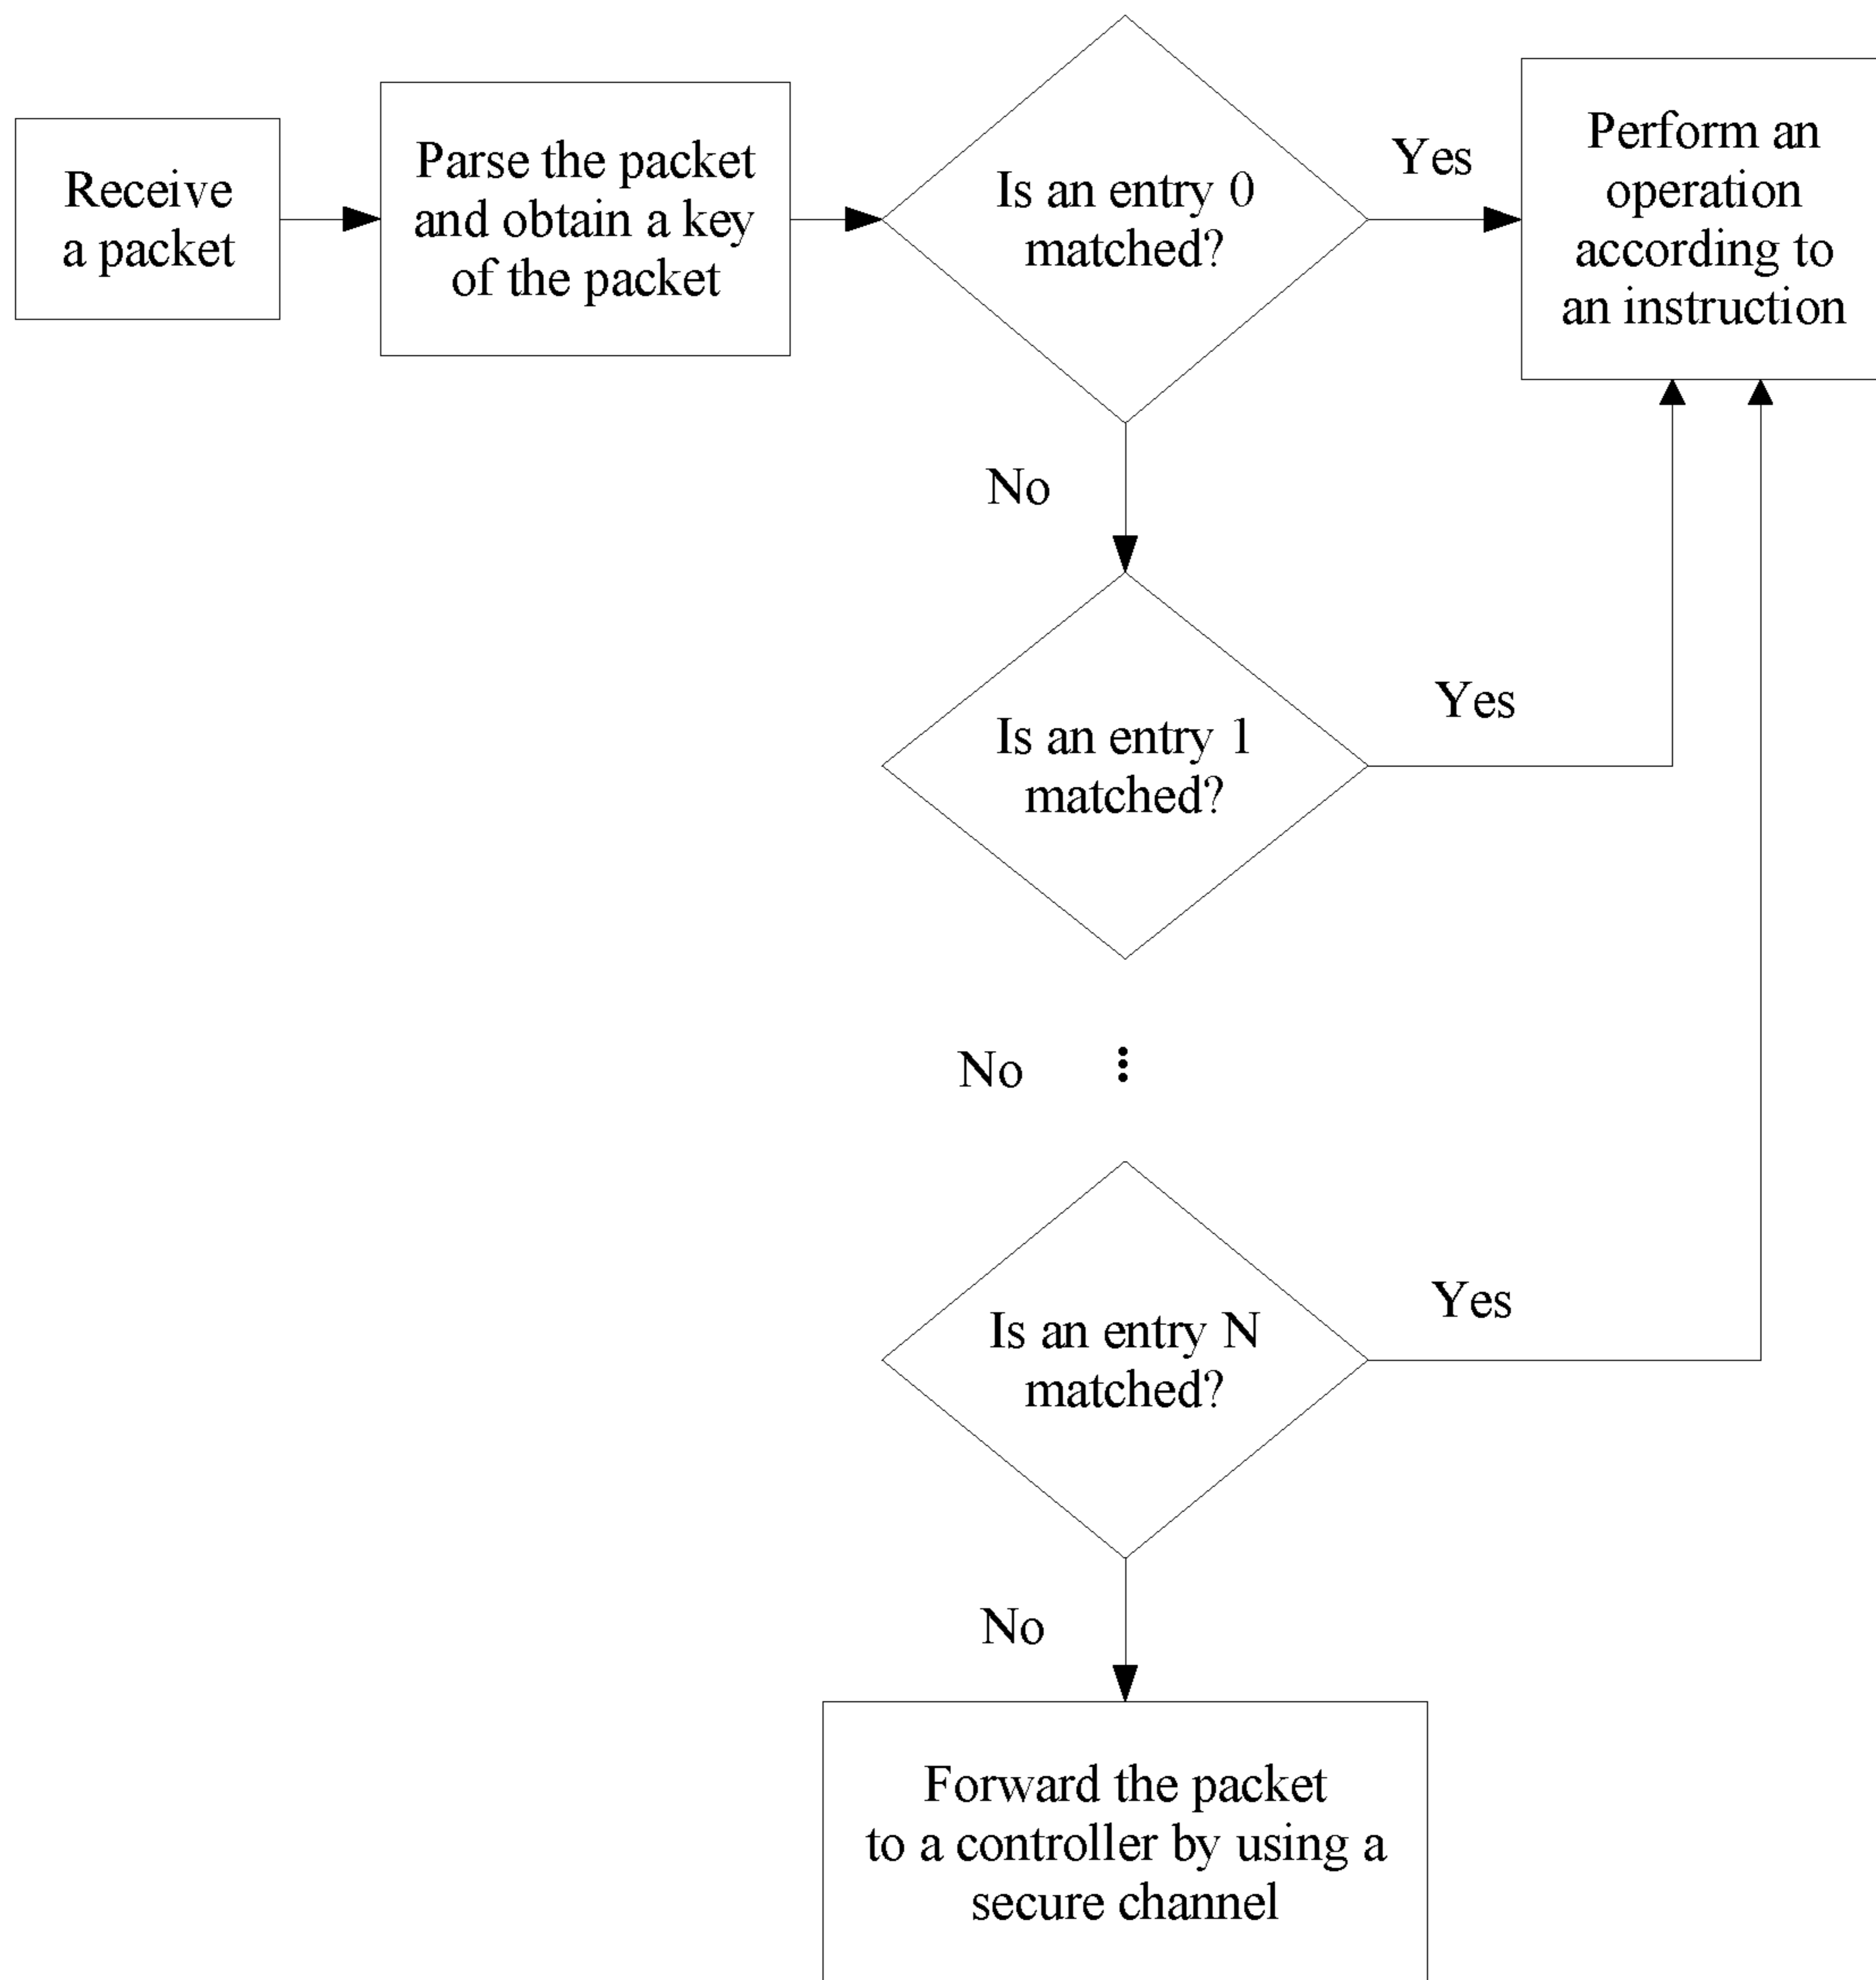 Receive
a packet
Parse the packet
and obtain a key
of the packet
Is an entry 0
matched?
Yes
Perform an
operation
according to
an instruction
No
Is an entry 1
matched?
Yes
No
Is an entry N
matched?
Yes
No
Forward the packet
to a controller by using a
secure channel